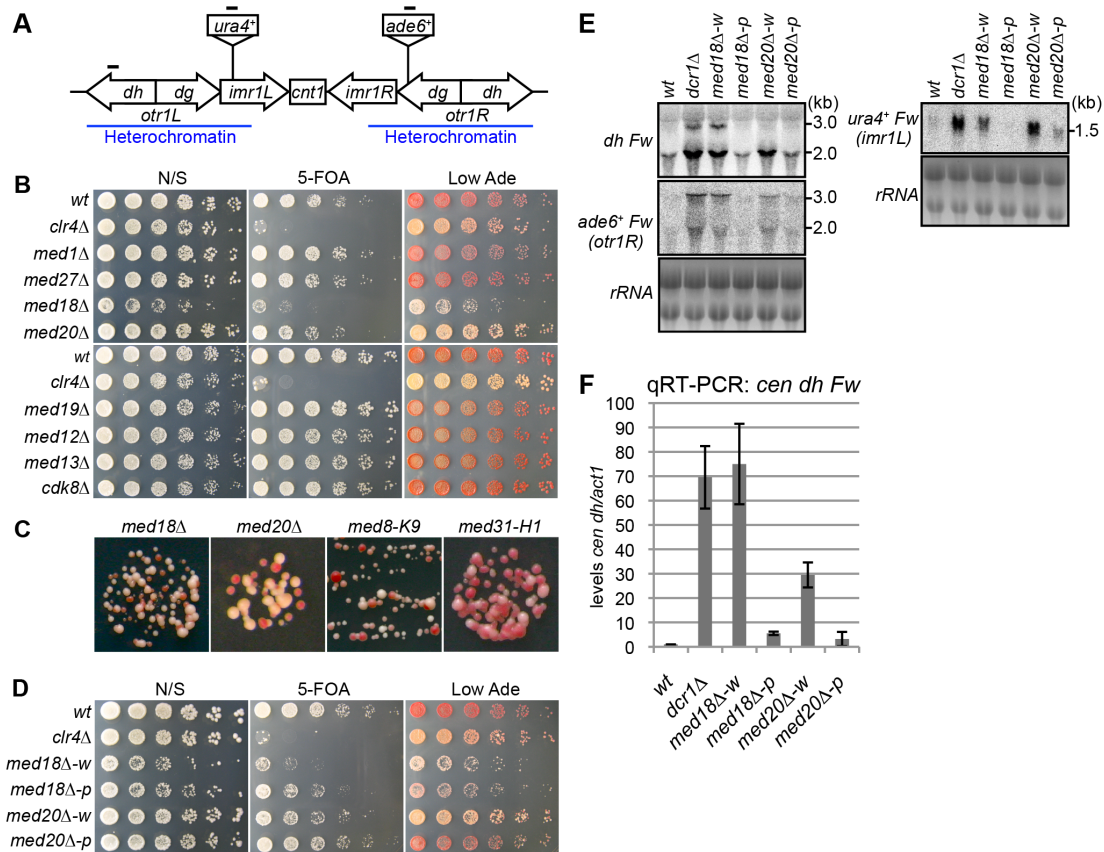 A
ura4+
ade6+
dh
dg
imr1L
cnt1
imr1R
dg
dh
otr1L
otr1R
Heterochromatin
Heterochromatin
B
N/S
5-FOA
Low Ade
wt
clr4Δ
med1Δ
med27Δ
med18Δ
med20Δ
wt
clr4Δ
med19Δ
med12Δ
med13Δ
cdk8Δ
C
med18Δ
med20Δ
med8-K9
med31-H1
D
N/S
5-FOA
Low Ade
wt
clr4Δ
med18Δ-w
med18Δ-p
med20Δ-w
med20Δ-p
E
wt
dcr1Δ
med18Δ-w
med18Δ-p
med20Δ-w
med20Δ-p
(kb)
dh Fw
3.0
2.0
ade6+ Fw
(otr1R)
3.0
2.0
rRNA
wt
dcr1Δ
med18Δ-w
med18Δ-p
med20Δ-w
med20Δ-p
(kb)
ura4+ Fw
(imr1L)
1.5
rRNA
F
qRT-PCR: cen dh Fw
levels cen dh/act1
100
90
80
70
60
50
40
30
20
10
0
wt
dcr1Δ
med18Δ-w
med18Δ-p
med20Δ-w
med20Δ-p